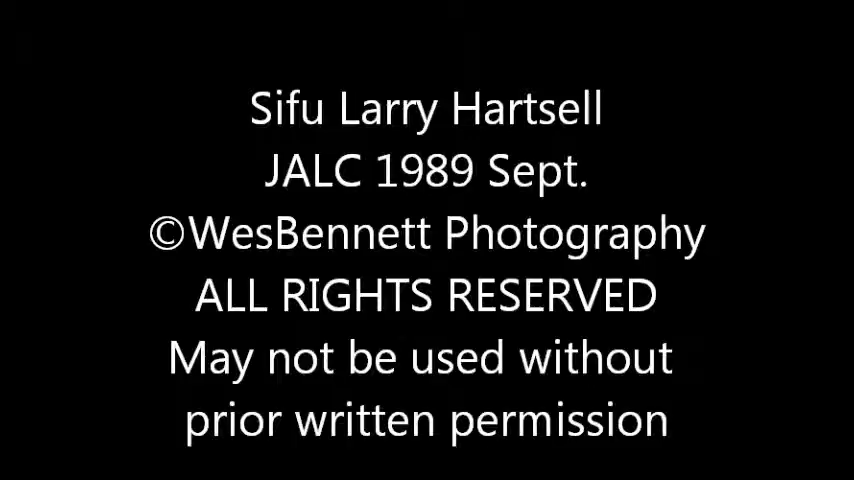 Sifu Larry Hartsell
JALC 1989 Sept.
©WesBennett Photography
ALL RIGHTS RESERVED
May not be used without
prior written permission